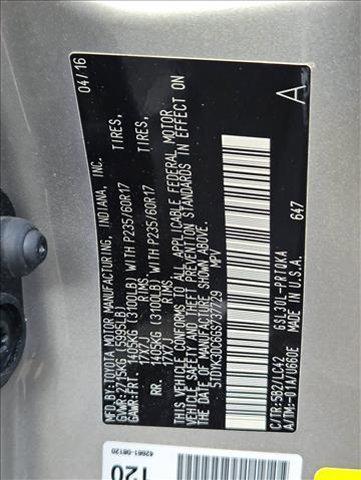 MFD.BY:TOYOTA MOTOR MANUFACTURING, INDIANA, INC. 04/16
GVWR:2715KG(5995LB)
GAWR:FRT. 1405KG(3100LB)WITH P235/60R17 TIRES,
17X7J RIMS
RR. 1405KG(3100LB)WITH P235/60R17 TIRES,
17X7J RIMS
THIS VEHICLE CONFORMS TO ALL APPLICABLE FEDERAL MOTOR
VEHICLE SAFETY AND THEFT PREVENTION STANDARDS IN EFFECT ON
THE DATE OF MANUFACTURE SHOWN ABOVE.
5TDYK3DC6GS737729 MPV
A
647
C/TR:5B2/LC42 GSL30L-PRTQKA
A/TM:-01A/U660E MADE IN U.S.A.
42661-08120
120